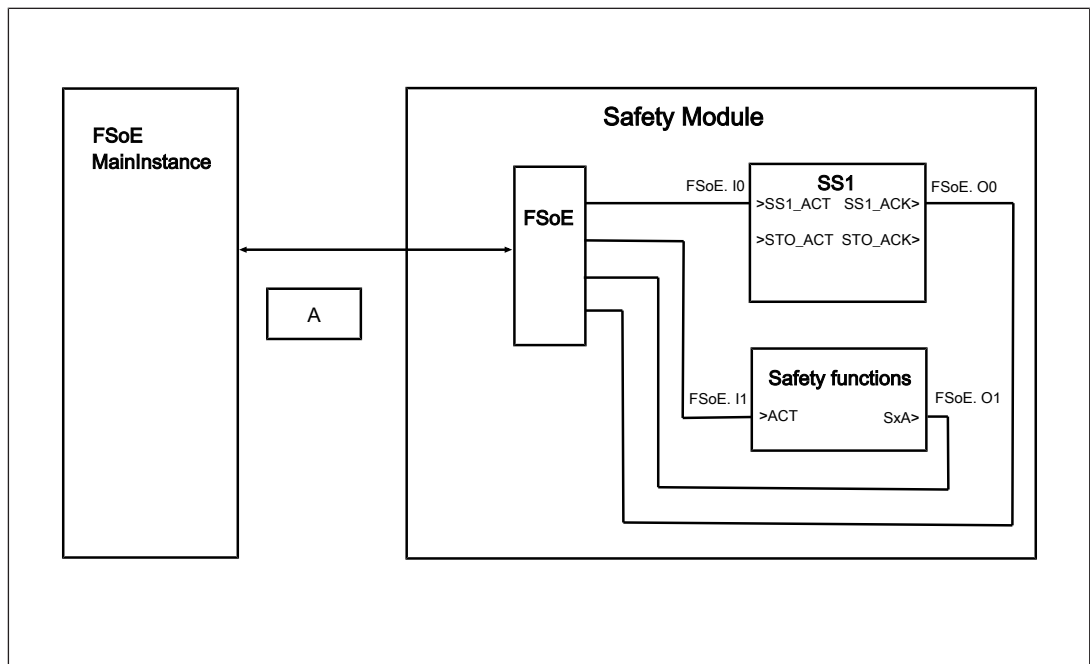 Safety Module
FSoE
MainInstance
FSoE
FSoE. I0
SS1
FSoE. O0
>SS1_ACT SS1_ACK>
>STO_ACT STO_ACK>
A
Safety functions
FSoE. I1
FSoE. O1
>ACT SxA>